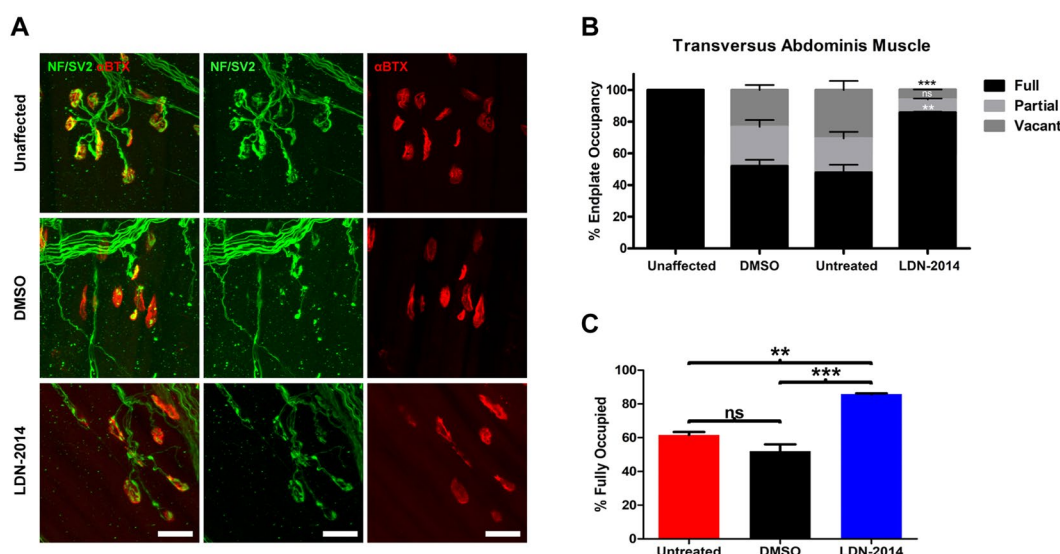 A
NF/SV2 αBTX
NF/SV2
αBTX
Unaffected
DMSO
LDN-2014
B
Transversus Abdominis Muscle
% Endplate Occupancy
100
80
60
40
20
0
***
ns
**
Unaffected
DMSO
Untreated
LDN-2014
Full
Partial
Vacant
C
% Fully Occupied
100
80
60
40
20
0
**
***
ns
Untreated
DMSO
LDN-2014